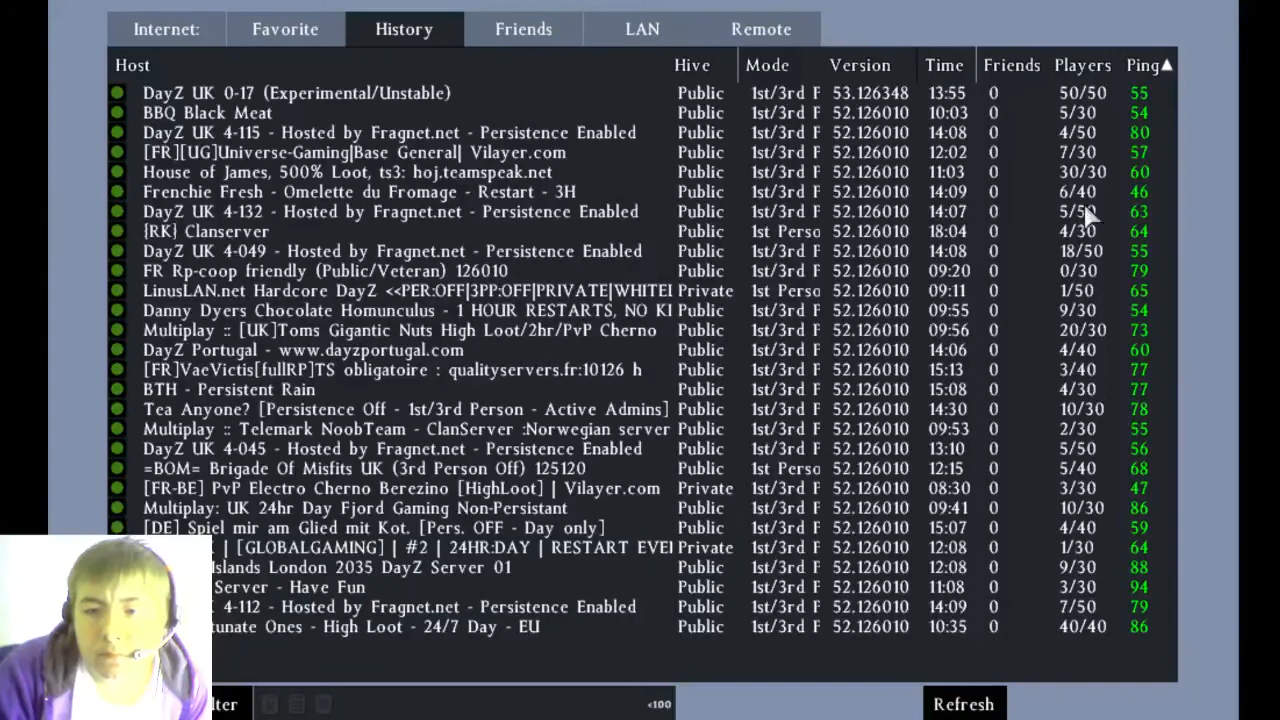 Internet: Favorite History Friends LAN Remote
Host Hive Mode Version Time Friends Players Ping
DayZ UK 0-17 (Experimental/Unstable) Public 1st/3rd P 53.126348 13:55 0 50/50 55
BBQ Black Meat Public 1st/3rd P 52.126010 10:03 0 5/30 54
DayZ UK 4-115 - Hosted by Fragnet.net - Persistence Enabled Public 1st/3rd P 52.126010 14:08 0 4/50 80
[FR][UG]Universe-Gaming|Base General| Vilayer.com Public 1st/3rd P 52.126010 12:02 0 7/30 57
House of James, 500% Loot, ts3: hoj.teamspeak.net Public 1st/3rd P 52.126010 11:03 0 30/30 60
Frenchie Fresh - Omelette du Fromage - Restart - 3H Public 1st/3rd P 52.126010 14:09 0 6/40 46
DayZ UK 4-132 - Hosted by Fragnet.net - Persistence Enabled Public 1st/3rd P 52.126010 14:07 0 5/50 63
{RK} Clanserver Public 1st Perso 52.126010 18:04 0 4/30 64
DayZ UK 4-049 - Hosted by Fragnet.net - Persistence Enabled Public 1st/3rd P 52.126010 14:08 0 18/50 55
FR Rp-coop friendly (Public/Veteran) 126010 Public 1st/3rd P 52.126010 09:20 0 0/30 79
LinusLAN.net Hardcore DayZ <<PER:OFF|3PP:OFF|PRIVATE|WHITEL Private 1st Perso 52.126010 09:11 0 1/50 65
Danny Dyers Chocolate Homunculus - 1 HOUR RESTARTS, NO KI Public 1st/3rd P 52.126010 09:55 0 9/30 54
Multiplay :: [UK]Toms Gigantic Nuts High Loot/2hr/PvP Cherno Public 1st/3rd P 52.126010 09:56 0 20/30 73
DayZ Portugal - www.dayzportugal.com Public 1st/3rd P 52.126010 14:06 0 4/40 60
[FR]VaeVictis[fullRP]TS obligatoire : qualityservers.fr:10126 h Public 1st/3rd P 52.126010 15:13 0 3/40 77
BTH - Persistent Rain Public 1st/3rd P 52.126010 15:08 0 4/30 77
Tea Anyone? [Persistence Off - 1st/3rd Person - Active Admins] Public 1st/3rd P 52.126010 14:30 0 10/30 78
Multiplay :: Telemark NoobTeam - ClanServer :Norwegian server Public 1st/3rd P 52.126010 09:53 0 2/30 55
DayZ UK 4-045 - Hosted by Fragnet.net - Persistence Enabled Public 1st/3rd P 52.126010 13:10 0 5/50 56
=BOM= Brigade Of Misfits UK (3rd Person Off) 125120 Public 1st Perso 52.126010 12:15 0 5/40 68
[FR-BE] PvP Electro Cherno Berezino [HighLoot] | Vilayer.com Private 1st/3rd P 52.126010 08:30 0 3/30 47
Multiplay: UK 24hr Day Fjord Gaming Non-Persistant Public 1st/3rd P 52.126010 09:41 0 10/30 86
[DE] Spiel mir am Glied mit Kot. [Pers. OFF - Day only] Public 1st/3rd P 52.126010 15:07 0 4/40 59
| [GLOBALGAMING] | #2 | 24HR:DAY | RESTART EVE Private 1st/3rd P 52.126010 12:08 0 1/30 64
slands London 2035 DayZ Server 01 Public 1st/3rd P 52.126010 12:08 0 9/30 88
Server - Have Fun Public 1st/3rd P 52.126010 11:08 0 3/30 94
4-112 - Hosted by Fragnet.net - Persistence Enabled Public 1st/3rd P 52.126010 14:09 0 7/50 79
tunate Ones - High Loot - 24/7 Day - EU Public 1st/3rd P 52.126010 10:35 0 40/40 86
lter <100 Refresh